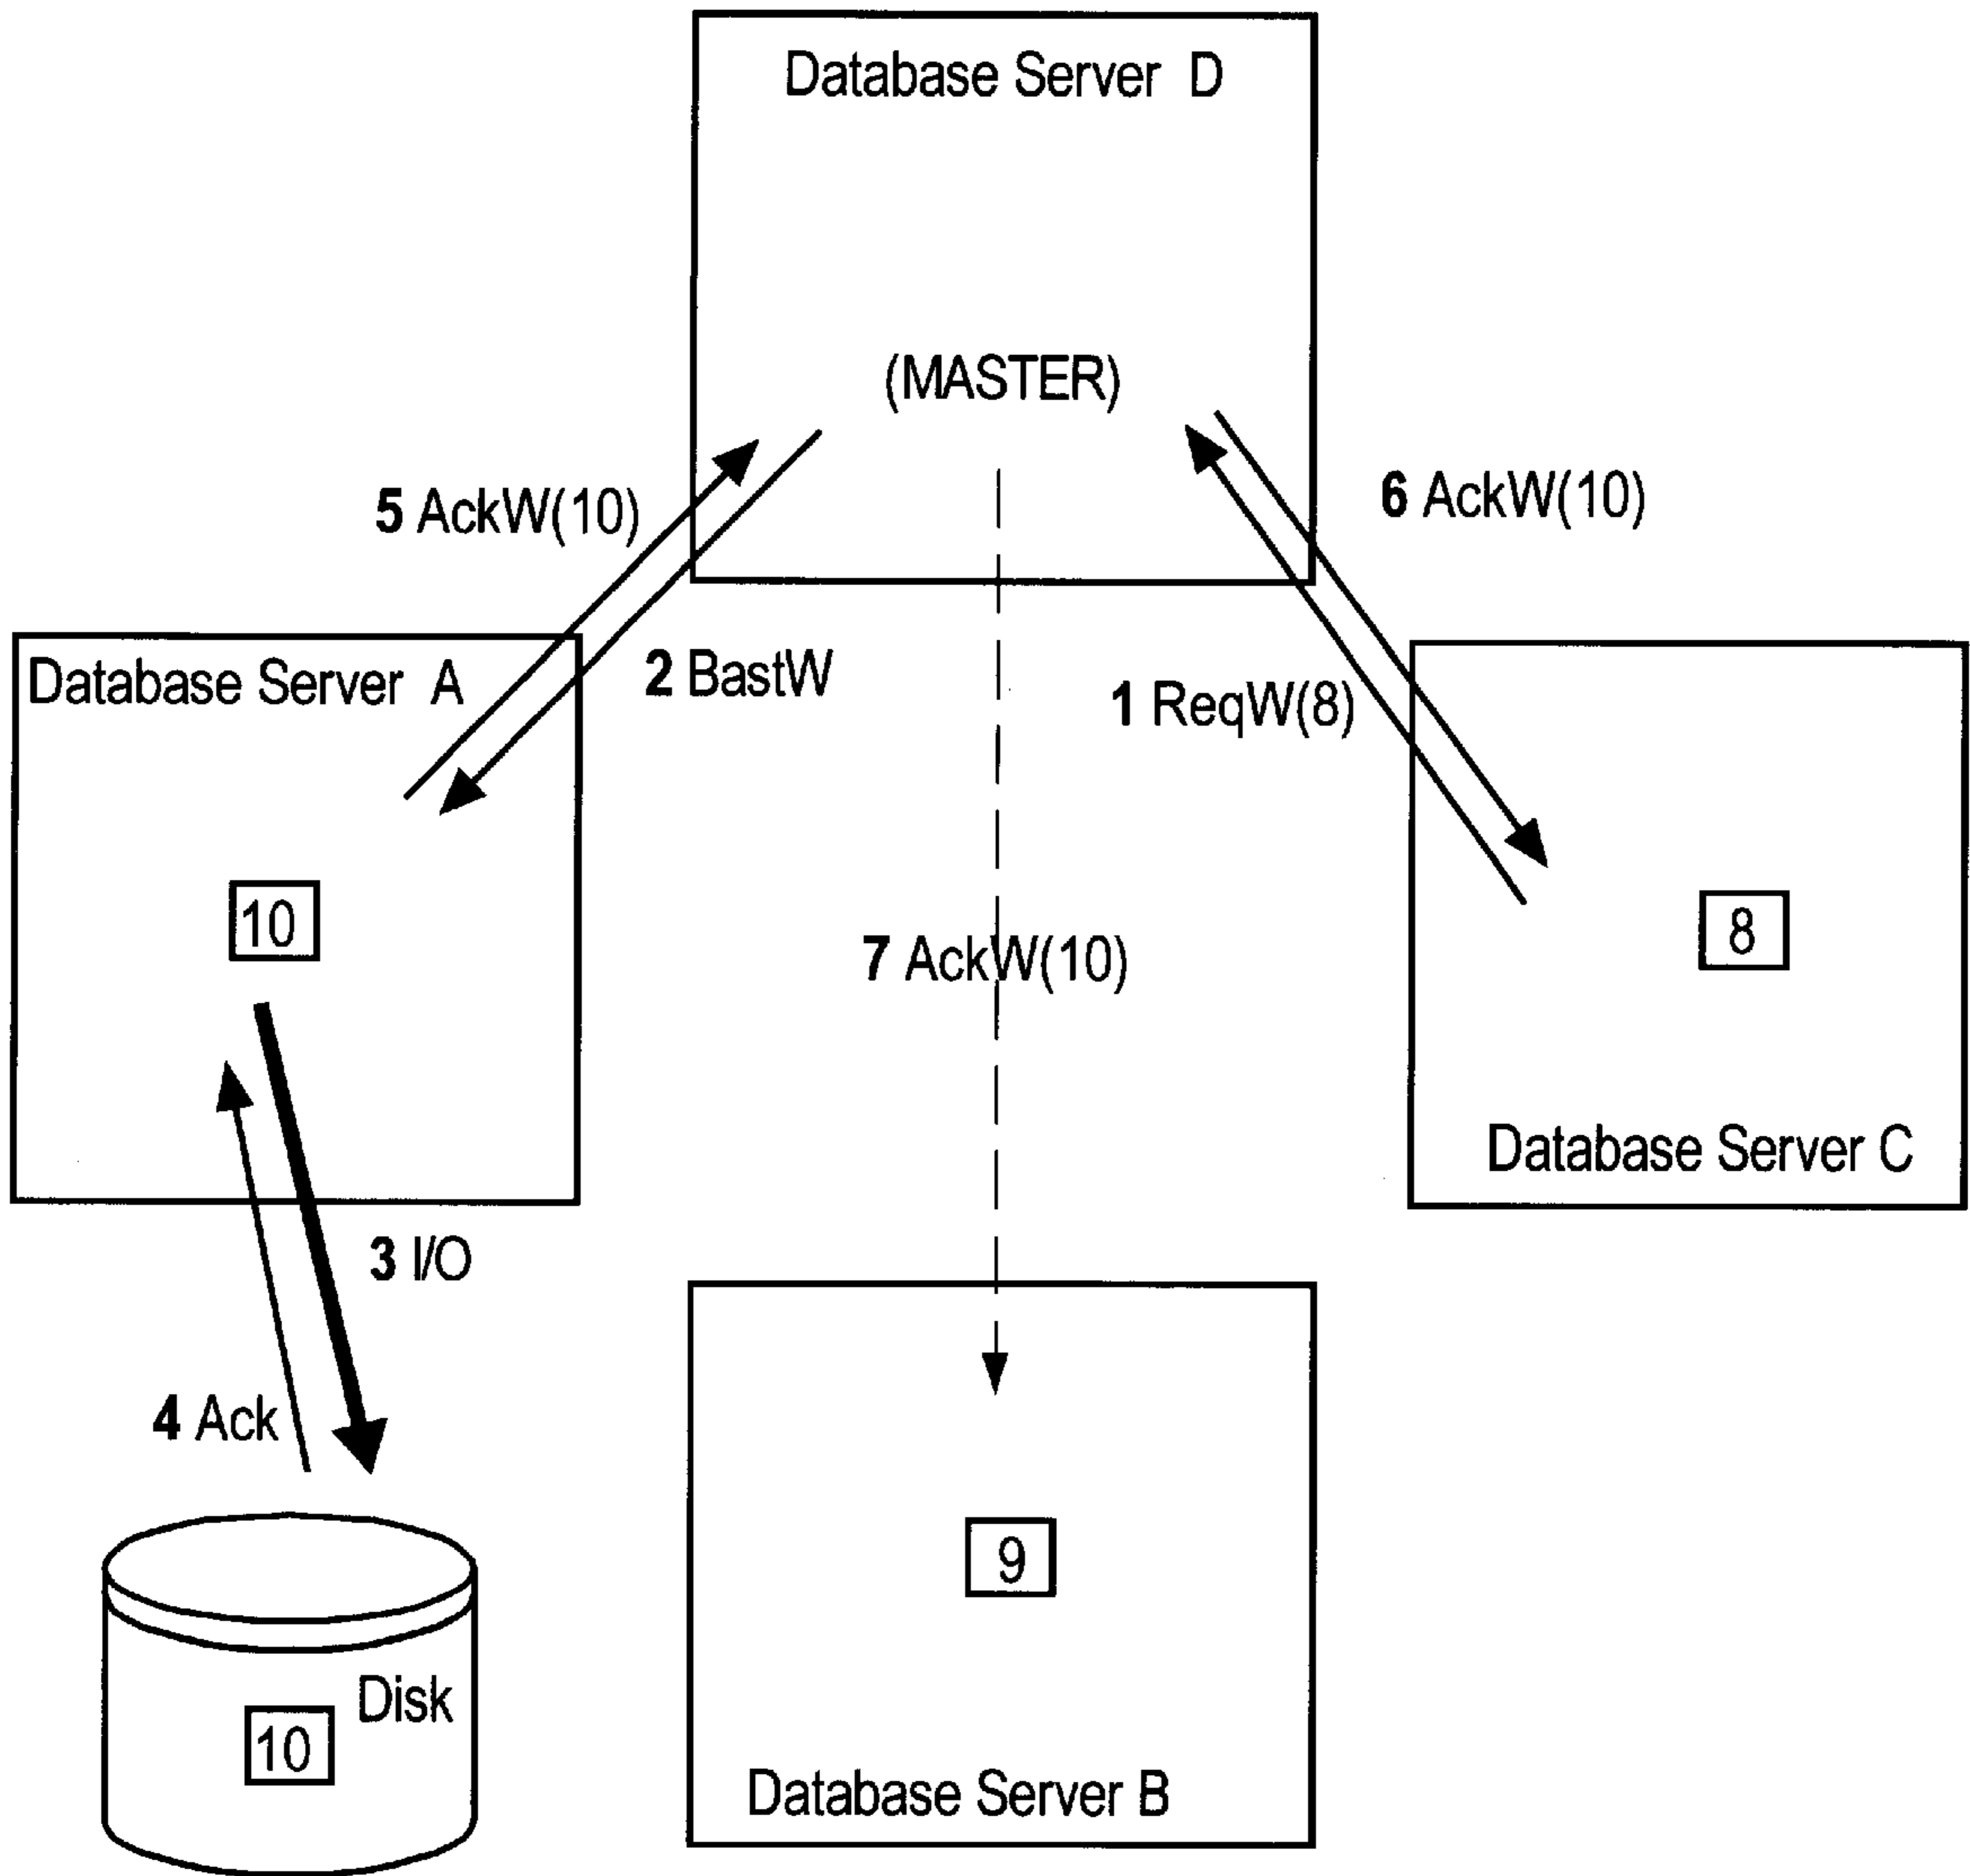 Database Server D
(MASTER)
5 AckW(10)
6 AckW(10)
Database Server A
2 BastW
1 ReqW(8)
10
8
7 AckW(10)
Database Server C
3 I/O
4 Ack
9
Disk
10
Database Server B